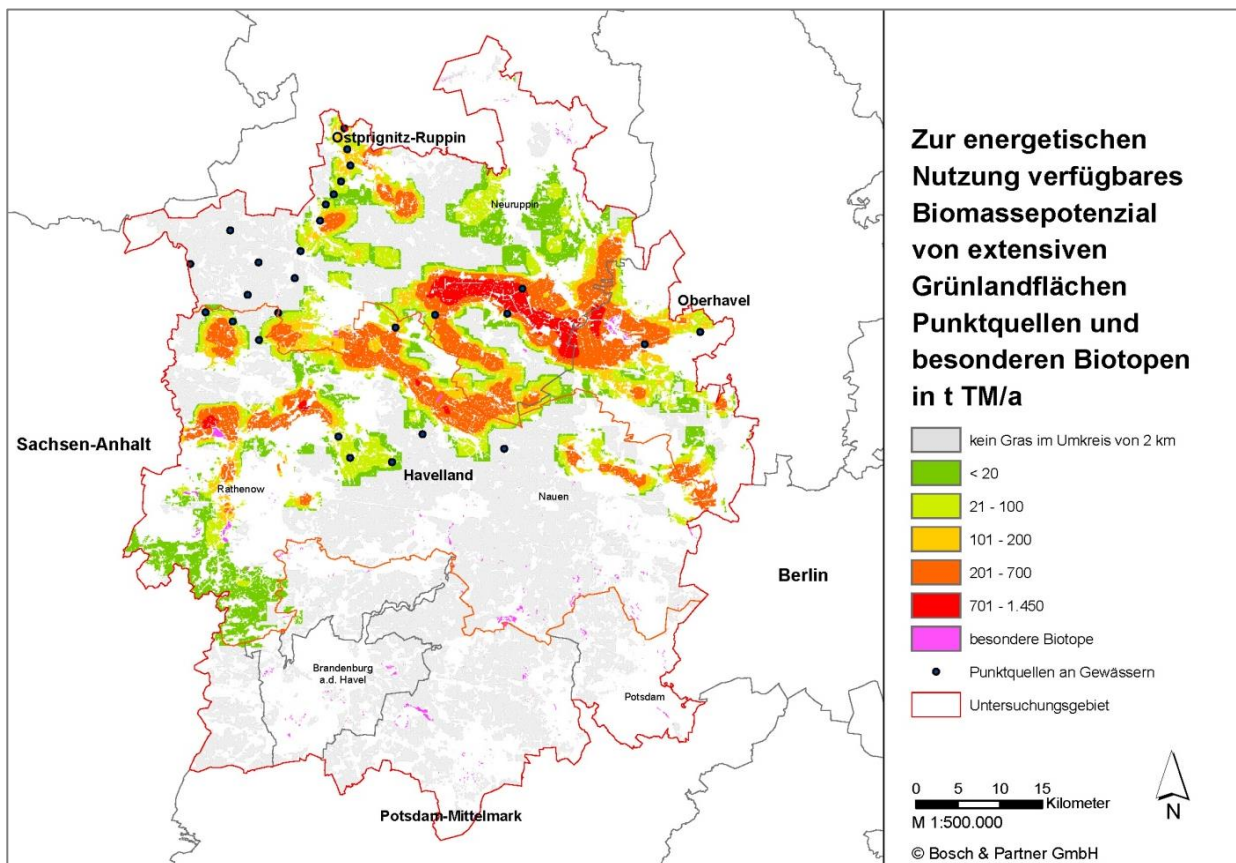 Ostprignitz-Ruppin
Neuruppin
Oberhavel
Sachsen-Anhalt
Havelland
Rathenow
Nauen
Berlin
Brandenburg
a.d. Havel
Potsdam
Potsdam-Mittelmark
Zur energetischen
Nutzung verfügbares
Biomassepotenzial
von extensiven
Grünlandflächen
Punktquellen und
besonderen Biotopen
in t TM/a
kein Gras im Umkreis von 2 km
< 20
21 - 100
101 - 200
201 - 700
701 - 1.450
besondere Biotope
Punktquellen an Gewässern
Untersuchungsgebiet
0 5 10 15
Kilometer
M 1:500.000
N
© Bosch & Partner GmbH